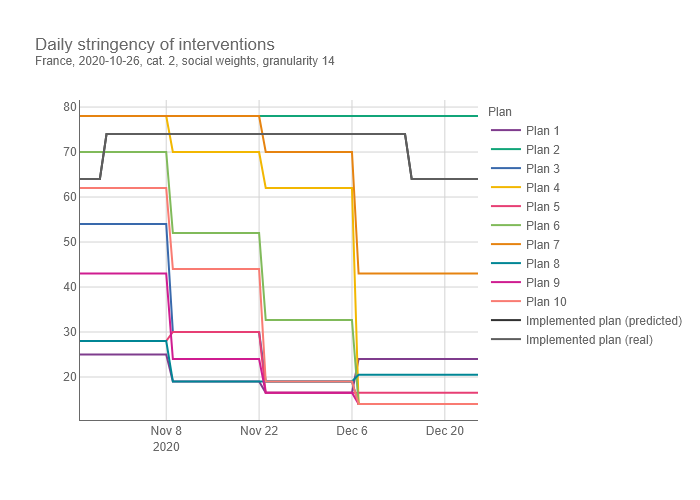 Daily stringency of interventions
France, 2020-10-26, cat. 2, social weights, granularity 14
80
70
60
50
40
30
20
Nov 8
2020
Nov 22
Dec 6
Dec 20
Plan
Plan 1
Plan 2
Plan 3
Plan 4
Plan 5
Plan 6
Plan 7
Plan 8
Plan 9
Plan 10
Implemented plan (predicted)
Implemented plan (real)